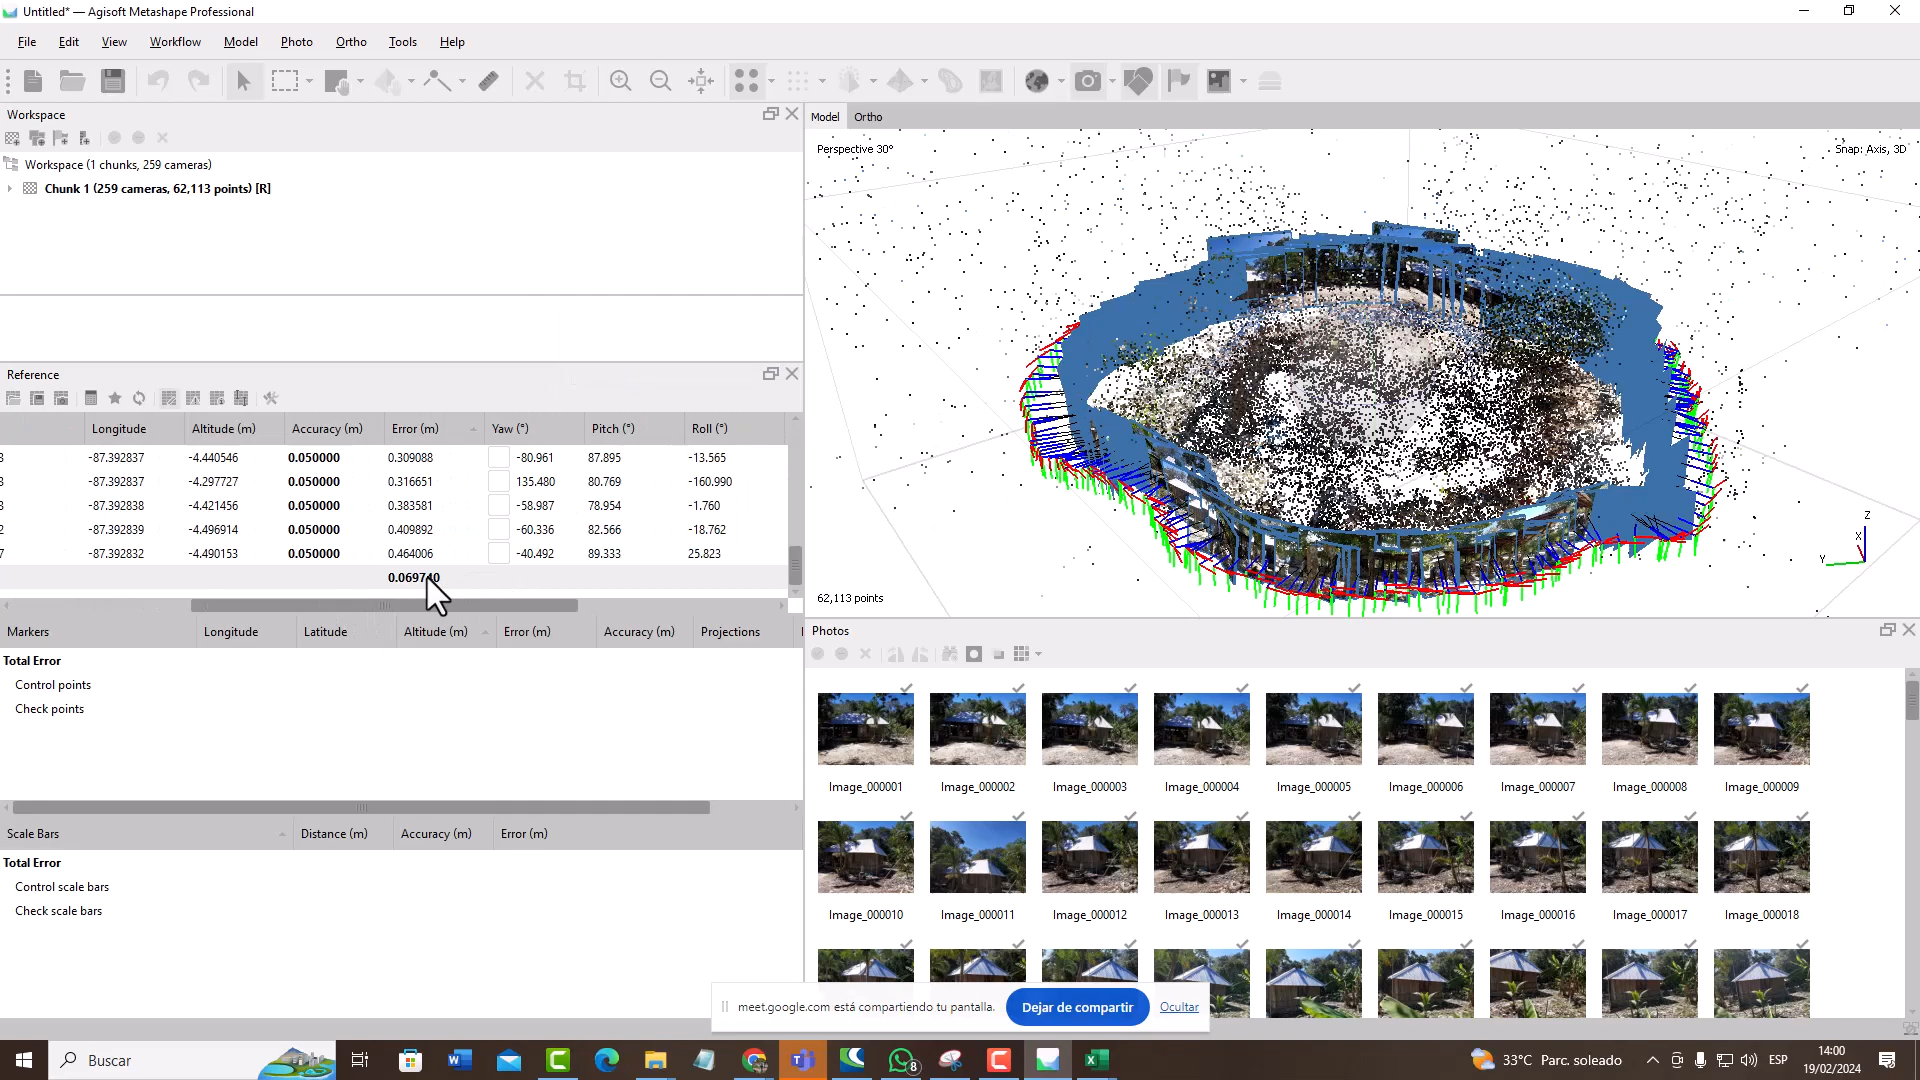 Untitled* — Agisoft Metashape Professional
File Edit View Workflow Model Photo Ortho Tools Help
Workspace
Workspace (1 chunks, 259 cameras)
Chunk 1 (259 cameras, 62,113 points) [R]
Reference
Longitude Altitude (m) Accuracy (m) Error (m) Yaw (°) Pitch (°) Roll (°)
3 -87.392837 -4.440546 0.050000 0.309088 -80.961 87.895 -13.565
3 -87.392837 -4.297727 0.050000 0.316651 135.480 80.769 -160.990
3 -87.392838 -4.421456 0.050000 0.383581 -58.987 78.954 -1.760
2 -87.392839 -4.496914 0.050000 0.409892 -60.336 82.566 -18.762
7 -87.392832 -4.490153 0.050000 0.464006 -40.492 89.333 25.823
0.069740
Markers Longitude Latitude Altitude (m) Error (m) Accuracy (m) Projections
Total Error
Control points
Check points
Scale Bars Distance (m) Accuracy (m) Error (m)
Total Error
Control scale bars
Check scale bars
Model Ortho
Perspective 30°
Snap: Axis, 3D
Z
X
Y
62,113 points
Photos
Image_000001 Image_000002 Image_000003 Image_000004 Image_000005 Image_000006 Image_000007 Image_000008 Image_000009
Image_000010 Image_000011 Image_000012 Image_000013 Image_000014 Image_000015 Image_000016 Image_000017 Image_000018
meet.google.com está compartiendo tu pantalla. Dejar de compartir Ocultar
Buscar
8
33°C Parc. soleado
ESP
14:00
19/02/2024